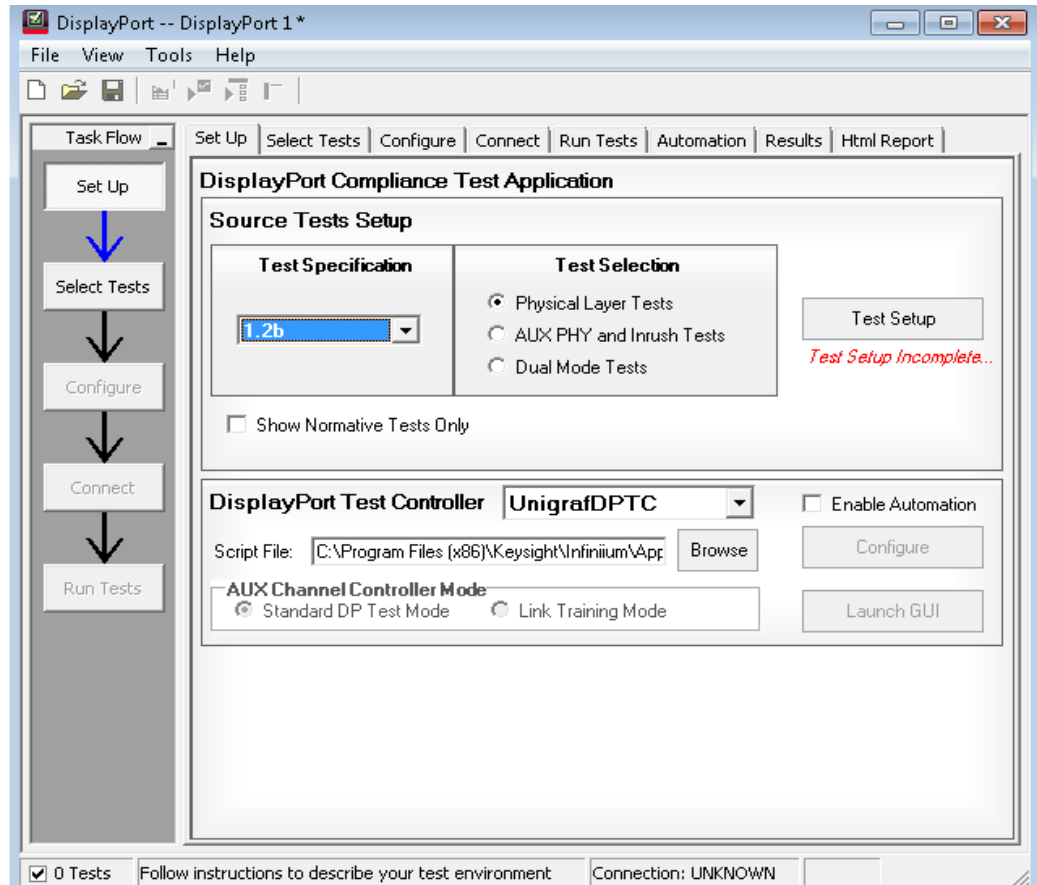 DisplayPort -- DisplayPort 1 *
File View Tools Help
Task Flow
Set Up Select Tests Configure Connect Run Tests Automation Results Html Report
Set Up
Select Tests
Configure
Connect
Run Tests
DisplayPort Compliance Test Application
Source Tests Setup
Test Specification
1.2b
Test Selection
Physical Layer Tests
AUX PHY and Inrush Tests
Dual Mode Tests
Test Setup
Test Setup Incomplete...
Show Normative Tests Only
DisplayPort Test Controller UnigrafDPTC Enable Automation
Script File: C:\Program Files (x86)\Keysight\Infiniium\App Browse Configure
AUX Channel Controller Mode
Standard DP Test Mode Link Training Mode Launch GUI
0 Tests Follow instructions to describe your test environment Connection: UNKNOWN